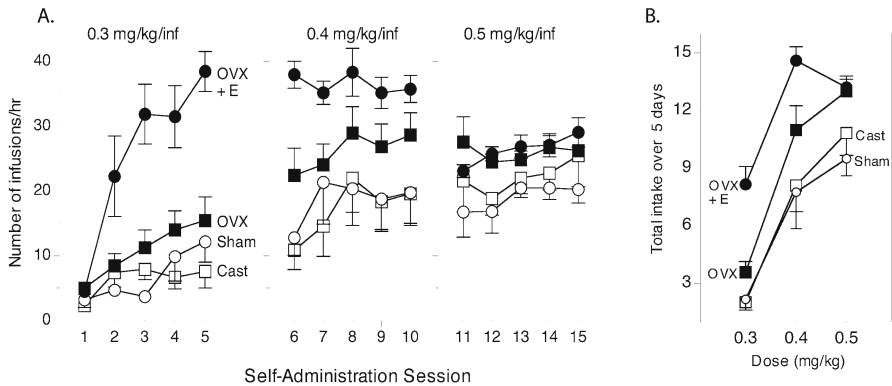 A.
0.3 mg/kg/inf
0.4 mg/kg/inf
0.5 mg/kg/inf
Number of infusions/hr
40
30
20
10
0
OVX
+ E
OVX
Sham
Cast
1 2 3 4 5
6 7 8 9 10
11 12 13 14 15
Self-Administration Session
B.
Total intake over 5 days
15
12
9
6
3
OVX
+ E
OVX
Cast
Sham
0.3 0.4 0.5
Dose (mg/kg)